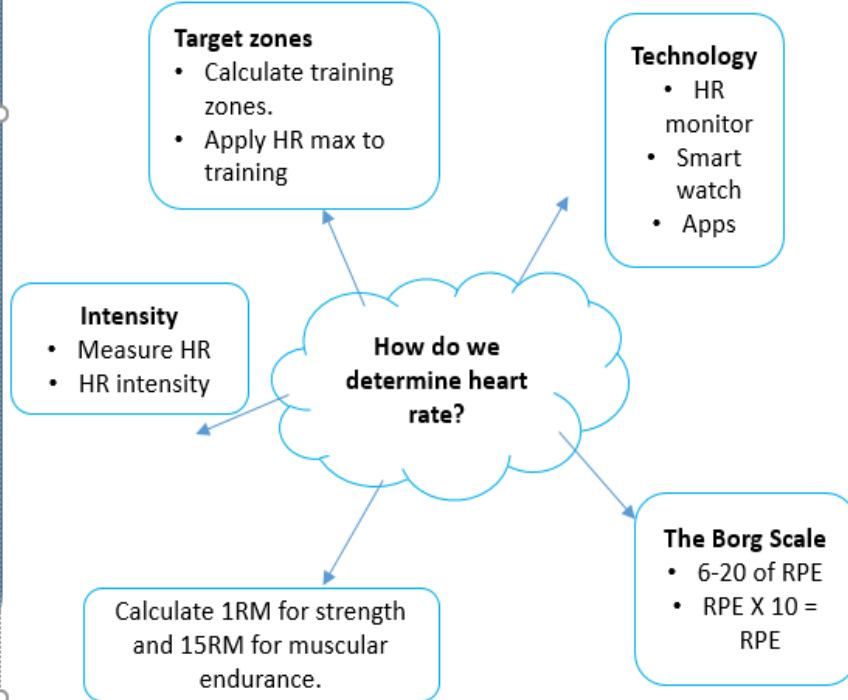 Target zones
• Calculate training
zones.
• Apply HR max to
training
Technology
• HR
monitor
• Smart
watch
• Apps
Intensity
• Measure HR
• HR intensity
How do we
determine heart
rate?
The Borg Scale
• 6-20 of RPE
• RPE X 10 =
RPE
Calculate 1RM for strength
and 15RM for muscular
endurance.